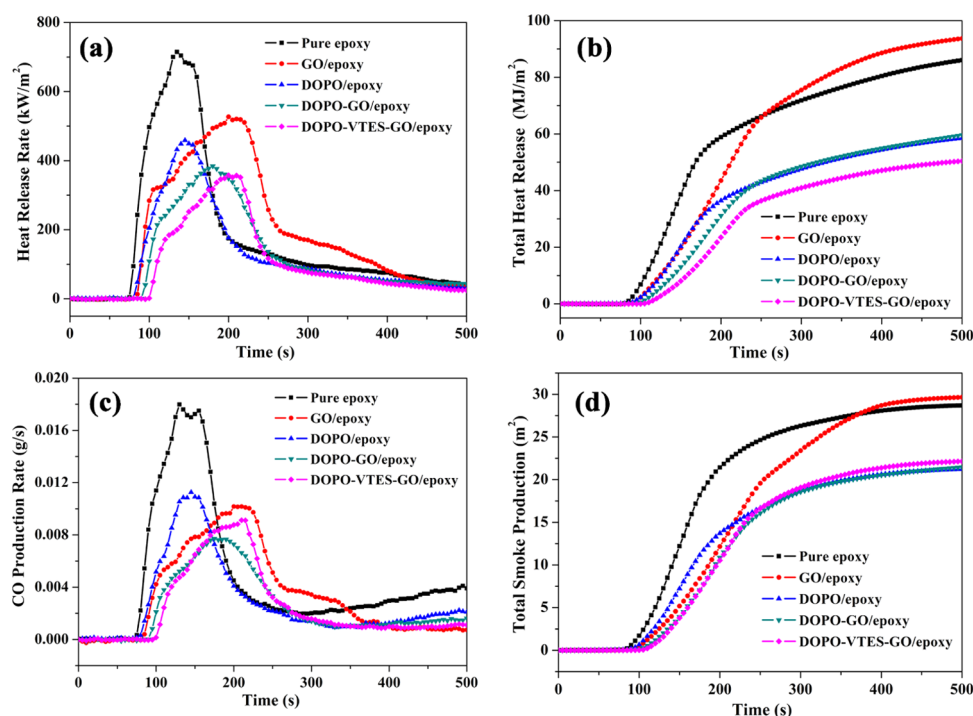 (a)
Heat Release Rate (kW/m²)
800
600
400
200
0
Pure epoxy
GO/epoxy
DOPO/epoxy
DOPO-GO/epoxy
DOPO-VTES-GO/epoxy
0 100 200 300 400 500
Time (s)
(b)
Total Heat Release (MJ/m²)
100
80
60
40
20
0
Pure epoxy
GO/epoxy
DOPO/epoxy
DOPO-GO/epoxy
DOPO-VTES-GO/epoxy
0 100 200 300 400 500
Time (s)
(c)
CO Production Rate (g/s)
0.020
0.016
0.012
0.008
0.004
0.000
Pure epoxy
GO/epoxy
DOPO/epoxy
DOPO-GO/epoxy
DOPO-VTES-GO/epoxy
0 100 200 300 400 500
Time (s)
(d)
Total Smoke Production (m²)
30
25
20
15
10
5
0
Pure epoxy
GO/epoxy
DOPO/epoxy
DOPO-GO/epoxy
DOPO-VTES-GO/epoxy
0 100 200 300 400 500
Time (s)